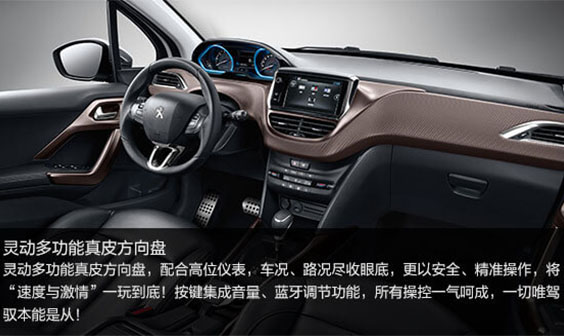 灵动多功能真皮方向盘
灵动多功能真皮方向盘，配合高位仪表，车况、路况尽收眼底，更以安全、精准操作，将
“速度与激情”一玩到底！按键集成音量、蓝牙调节功能，所有操控一气呵成，一切唯驾
驭本能是从！